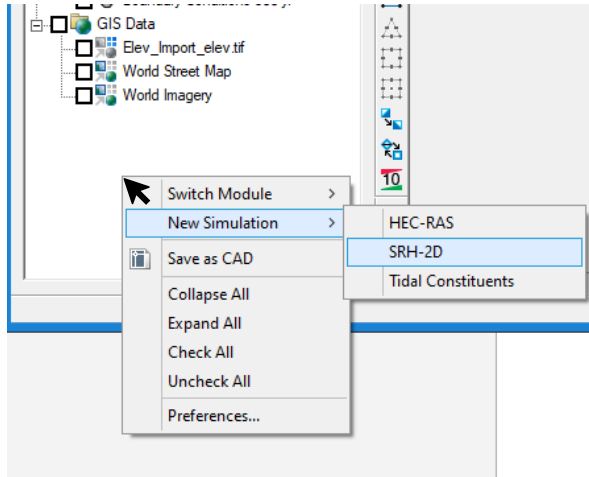 GIS Data
Elev_Import_elev.tif
World Street Map
World Imagery
10
Switch Module
New Simulation
HEC-RAS
SRH-2D
Tidal Constituents
Save as CAD
Collapse All
Expand All
Check All
Uncheck All
Preferences...